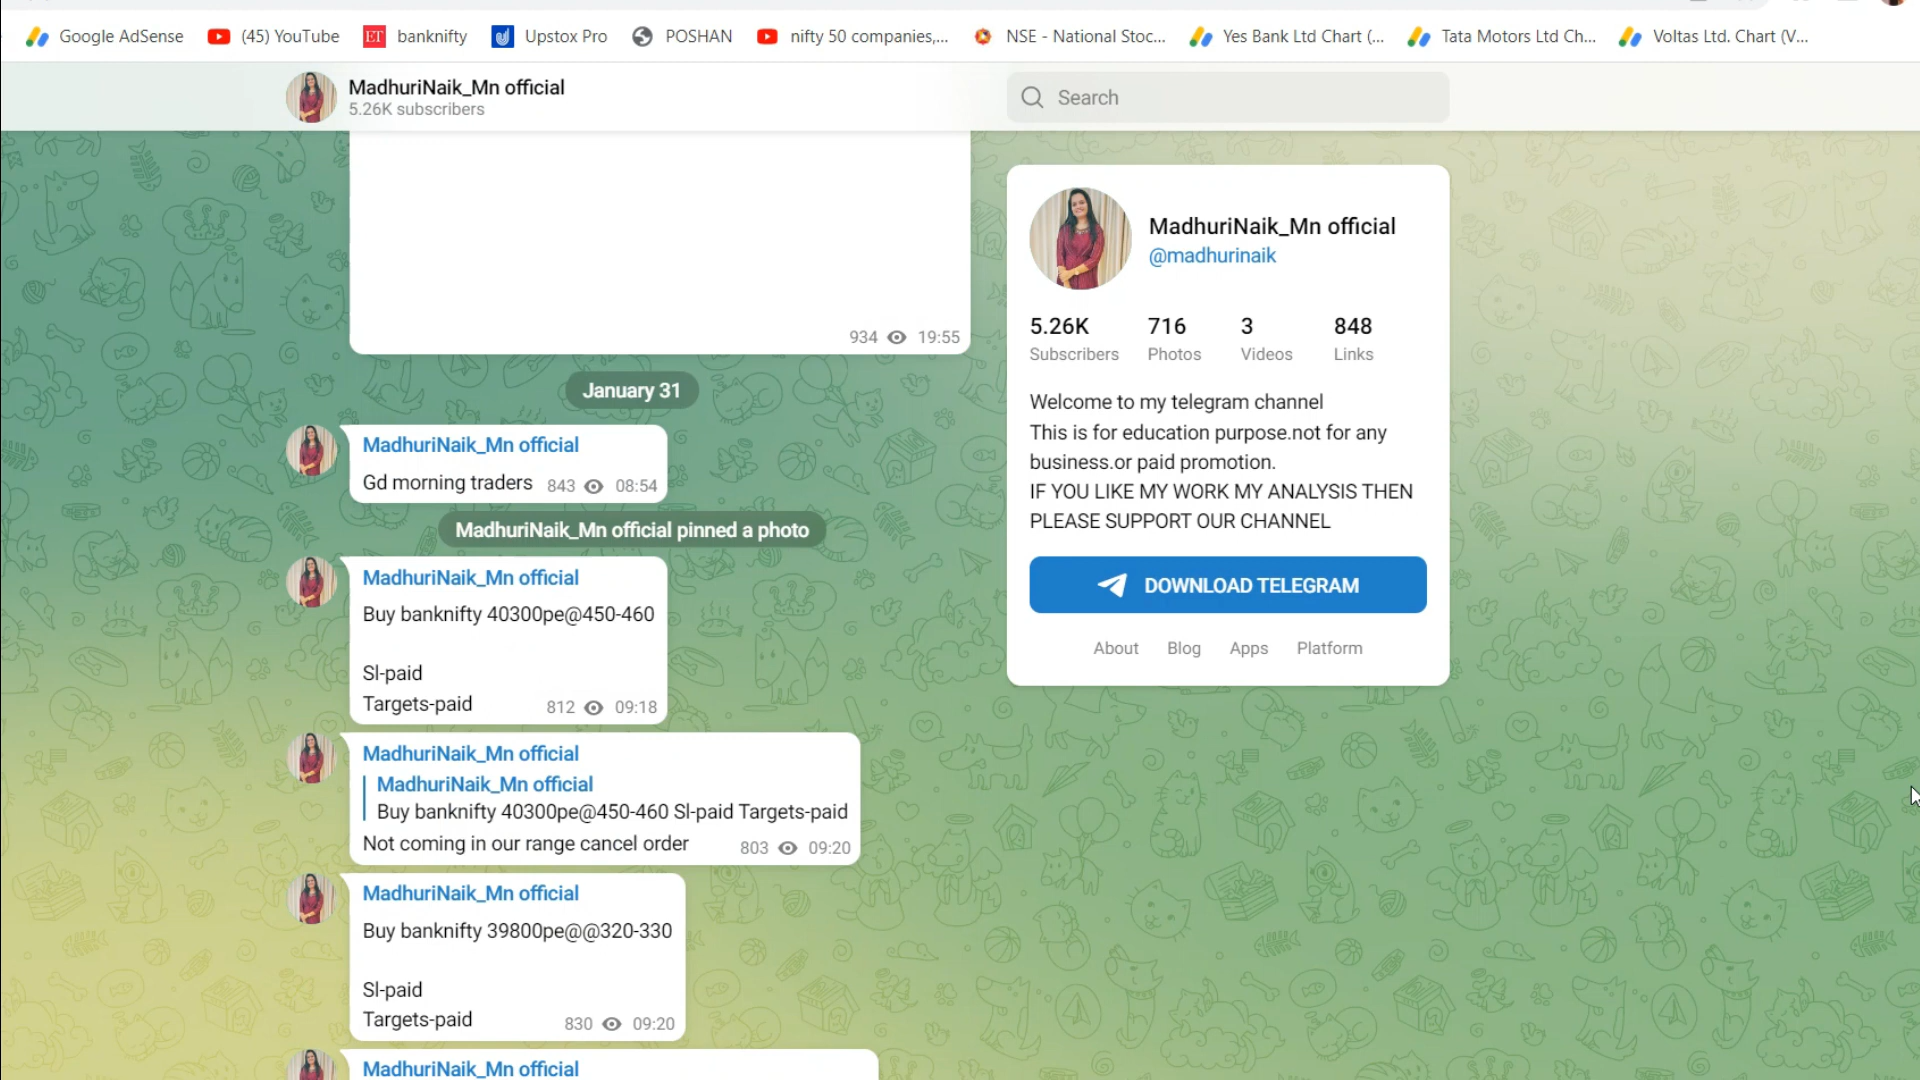 Google AdSense
(45) YouTube
ET
banknifty
Upstox Pro
POSHAN
nifty 50 companies,...
NSE - National Stoc...
Yes Bank Ltd Chart (...
Tata Motors Ltd Ch...
Voltas Ltd. Chart (V...
MadhuriNaik_Mn official
5.26K subscribers
Search
934 19:55
January 31
MadhuriNaik_Mn official
Gd morning traders 843 08:54
MadhuriNaik_Mn official pinned a photo
MadhuriNaik_Mn official
Buy banknifty 40300pe@450-460
Sl-paid
Targets-paid 812 09:18
MadhuriNaik_Mn official
MadhuriNaik_Mn official
Buy banknifty 40300pe@450-460 Sl-paid Targets-paid
Not coming in our range cancel order 803 09:20
MadhuriNaik_Mn official
Buy banknifty 39800pe@@320-330
Sl-paid
Targets-paid 830 09:20
MadhuriNaik_Mn official
MadhuriNaik_Mn official
@madhurinaik
5.26K 716 3 848
Subscribers Photos Videos Links
Welcome to my telegram channel
This is for education purpose.not for any
business.or paid promotion.
IF YOU LIKE MY WORK MY ANALYSIS THEN
PLEASE SUPPORT OUR CHANNEL
DOWNLOAD TELEGRAM
About Blog Apps Platform